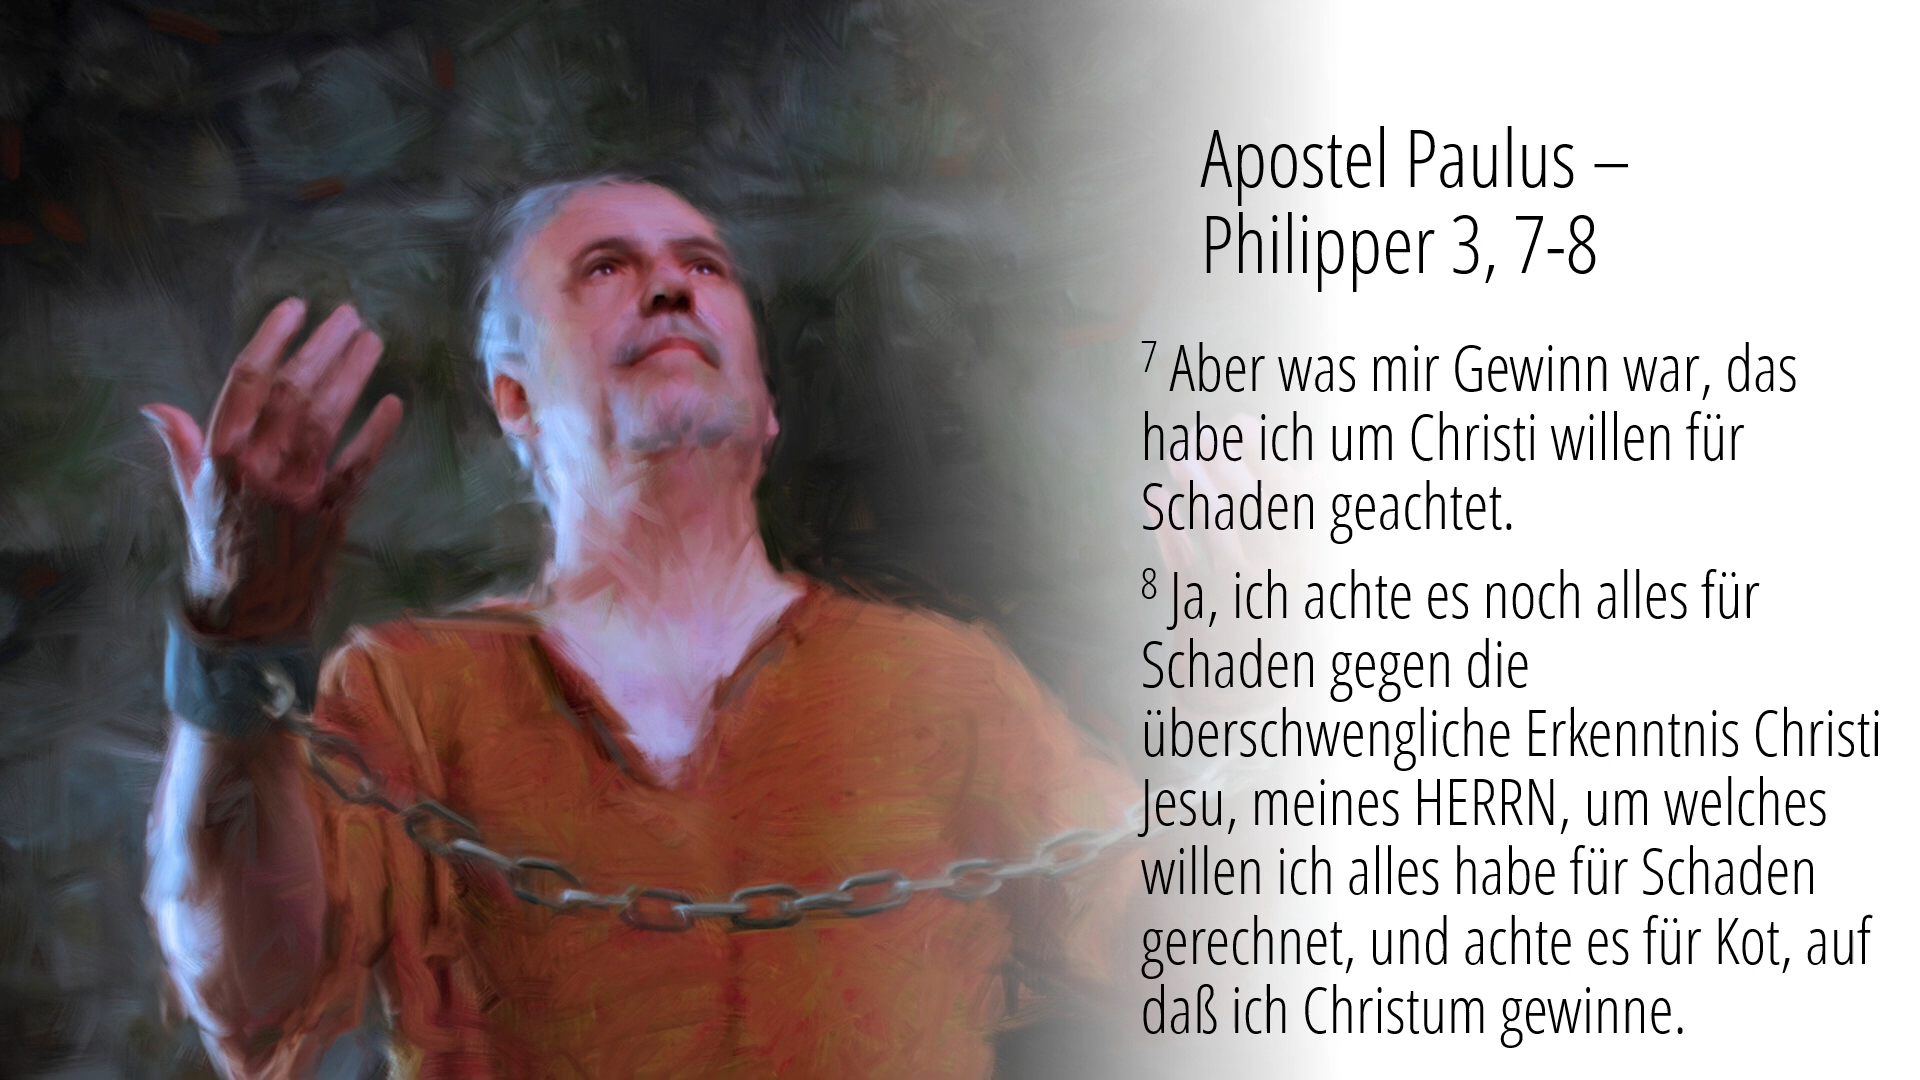 Apostel Paulus –
Philipper 3, 7-8
7 Aber was mir Gewinn war, das
habe ich um Christi willen für
Schaden geachtet.
8 Ja, ich achte es noch alles für
Schaden gegen die
überschwengliche Erkenntnis Christi
Jesu, meines HERRN, um welches
willen ich alles habe für Schaden
gerechnet, und achte es für Kot, auf
daß ich Christum gewinne.